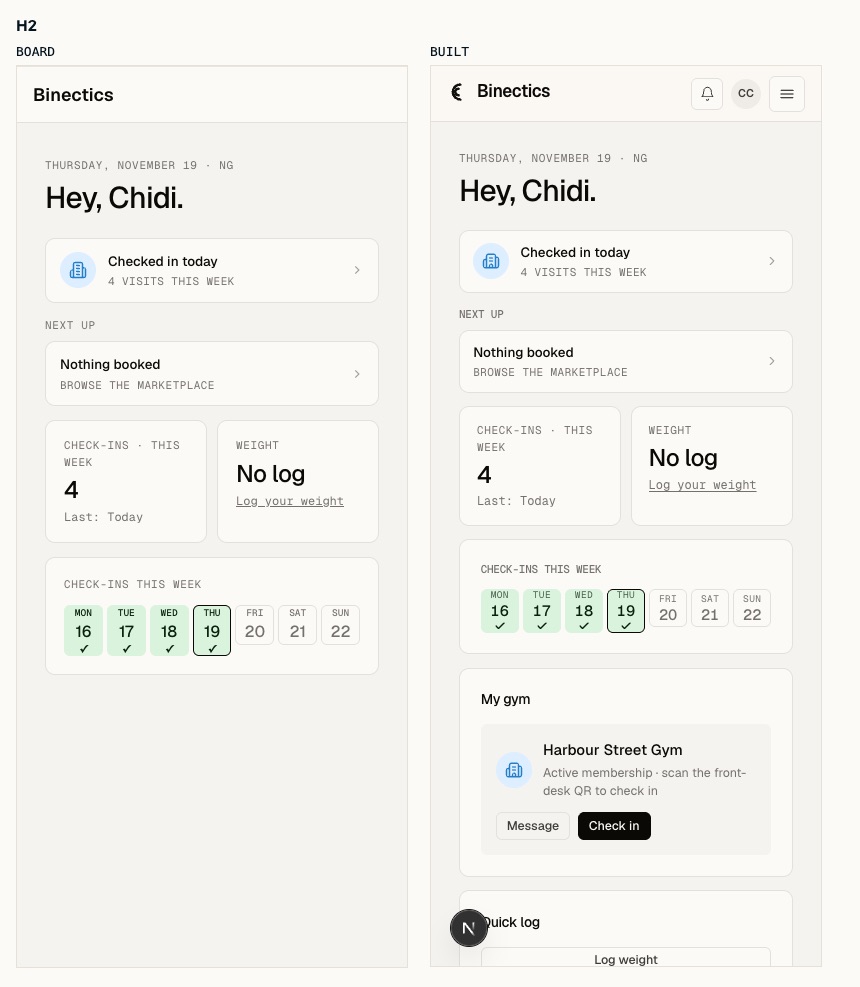 H2
BOARD
Binectics
THURSDAY, NOVEMBER 19 · NG
Hey, Chidi.
Checked in today
4 VISITS THIS WEEK
NEXT UP
Nothing booked
BROWSE THE MARKETPLACE
CHECK-INS · THIS
WEEK
4
Last: Today
WEIGHT
No log
Log your weight
CHECK-INS THIS WEEK
MON TUE WED THU FRI SAT SUN
16 17 18 19 20 21 22
✓ ✓ ✓ ✓
BUILT
Binectics
CC
THURSDAY, NOVEMBER 19 · NG
Hey, Chidi.
Checked in today
4 VISITS THIS WEEK
NEXT UP
Nothing booked
BROWSE THE MARKETPLACE
CHECK-INS · THIS
WEEK
4
Last: Today
WEIGHT
No log
Log your weight
CHECK-INS THIS WEEK
MON TUE WED THU FRI SAT SUN
16 17 18 19 20 21 22
My gym
Harbour Street Gym
Active membership · scan the front-
desk QR to check in
Message Check in
Quick log
N
Log weight